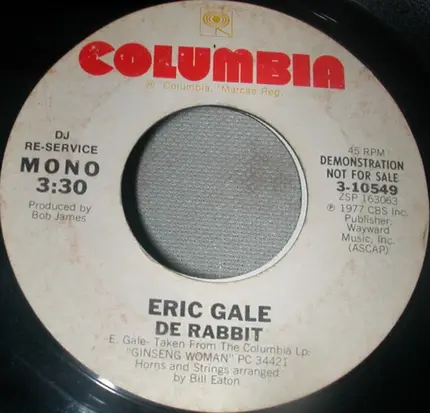 COLUMBIA
® "Columbia," Marcas Reg.
DJ
RE-SERVICE
MONO
3:30
Produced by
Bob James
45 RPM
DEMONSTRATION
NOT FOR SALE
3-10549
ZSP 163063
℗ 1977 CBS Inc.
Publisher,
Wayward
Music, Inc.
(ASCAP)
ERIC GALE
DE RABBIT
-E. Gale- Taken From The Columbia Lp:
"GINSENG WOMAN" PC 34421
Horns and Strings arranged
by Bill Eaton